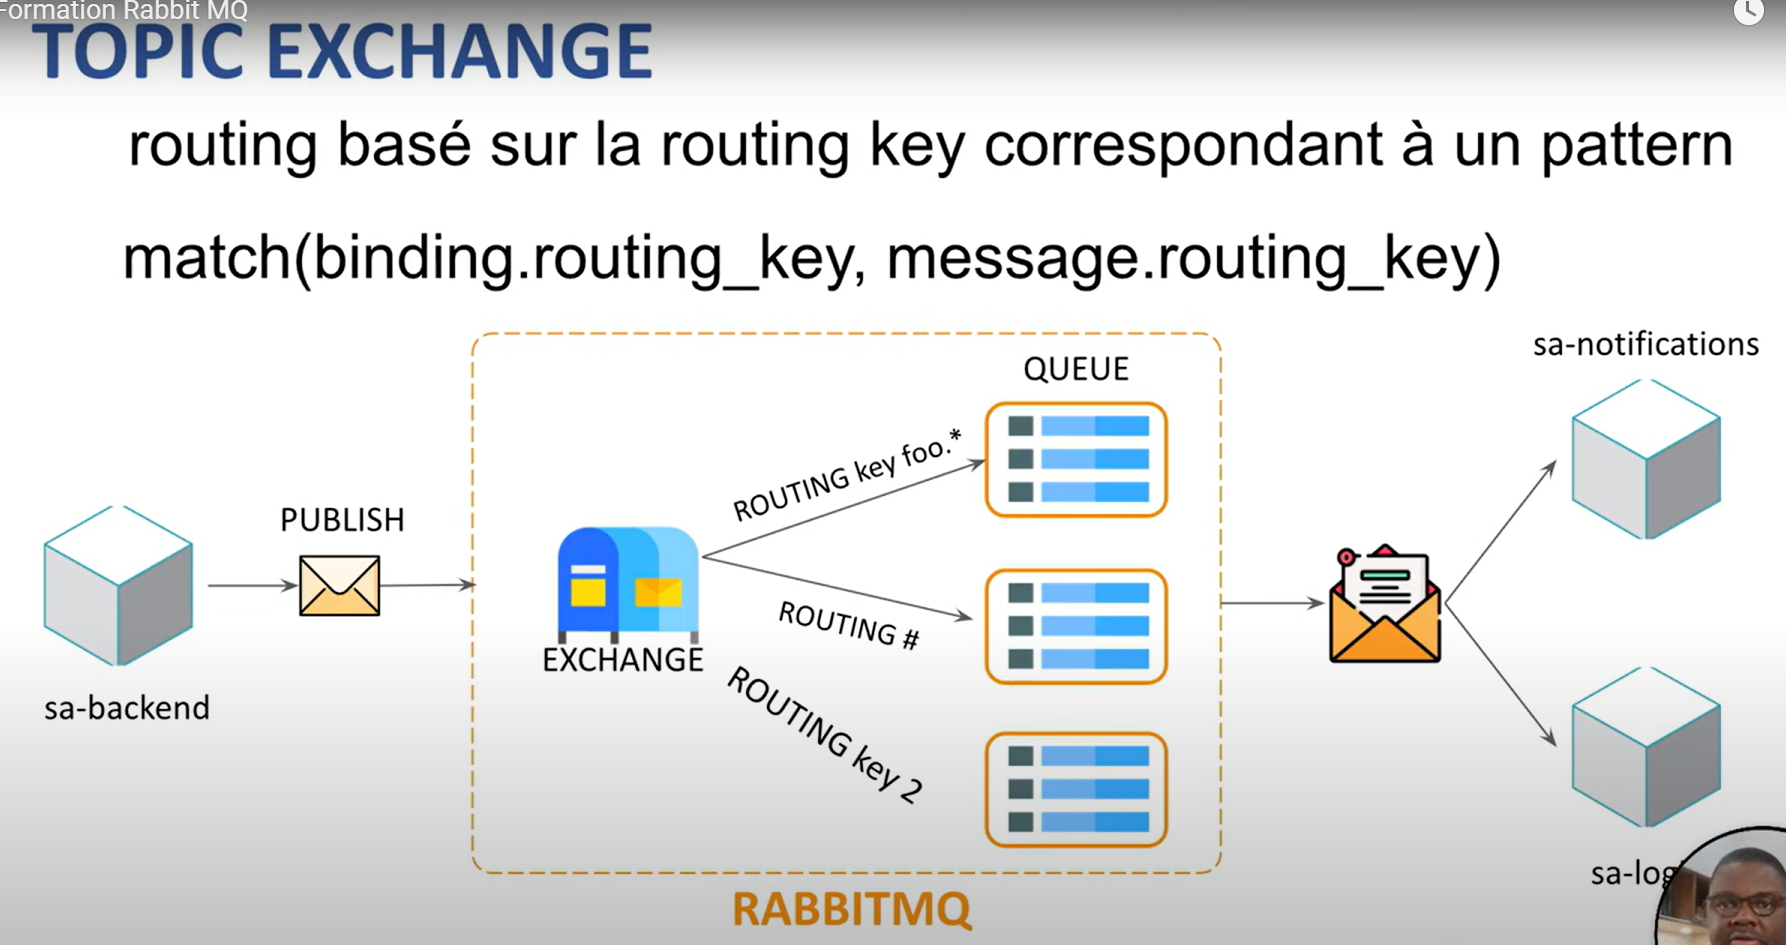 Formation Rabbit MQ
TOPIC EXCHANGE
routing basé sur la routing key correspondant à un pattern
match(binding.routing_key, message.routing_key)
sa-notifications
QUEUE
ROUTING key foo.*
PUBLISH
ROUTING #
EXCHANGE
ROUTING key 2
sa-backend
sa-log
RABBITMQ